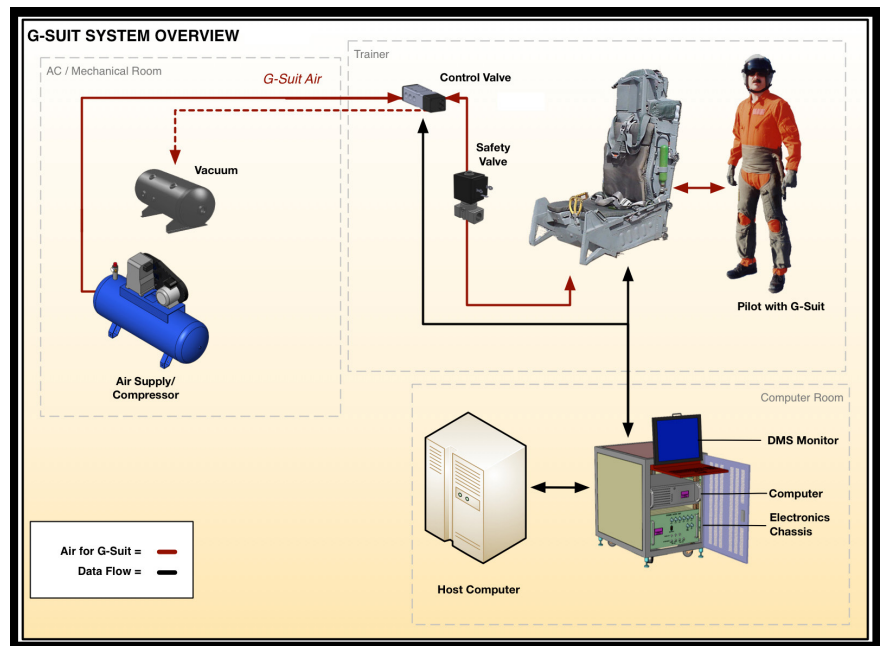 G-SUIT SYSTEM OVERVIEW
AC / Mechanical Room
Trainer
G-Suit Air
Control Valve
Safety
Valve
Vacuum
Pilot with G-Suit
Air Supply/
Compressor
Computer Room
DMS Monitor
Computer
Electronics
Chassis
Host Computer
Air for G-Suit =
Data Flow =